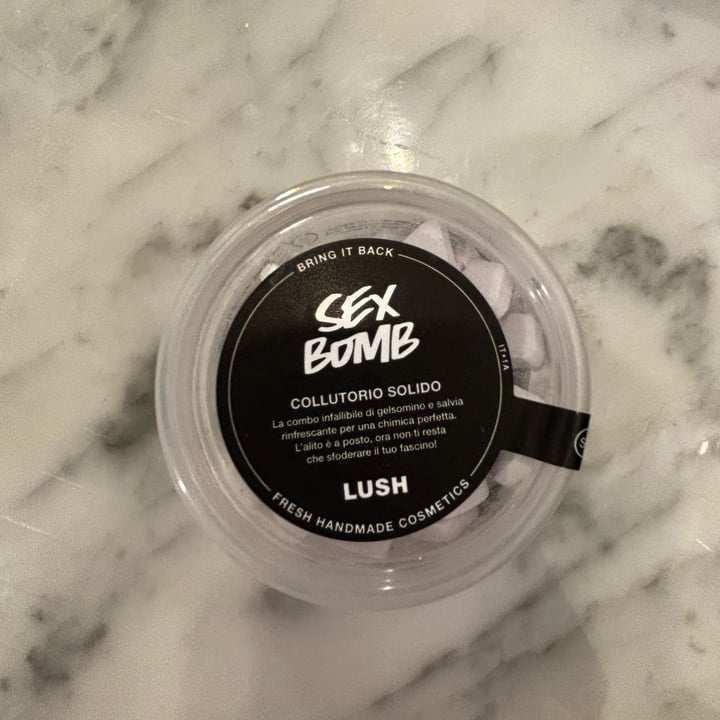 BRING IT BACK
SEX
BOMB
COLLUTORIO SOLIDO
La combo infallibile di gelsomino e salvia
rinfrescante per una chimica perfetta.
L'alito è a posto, ora non ti resta
che sfoderare il tuo fascino!
LUSH
FRESH HANDMADE COSMETICS